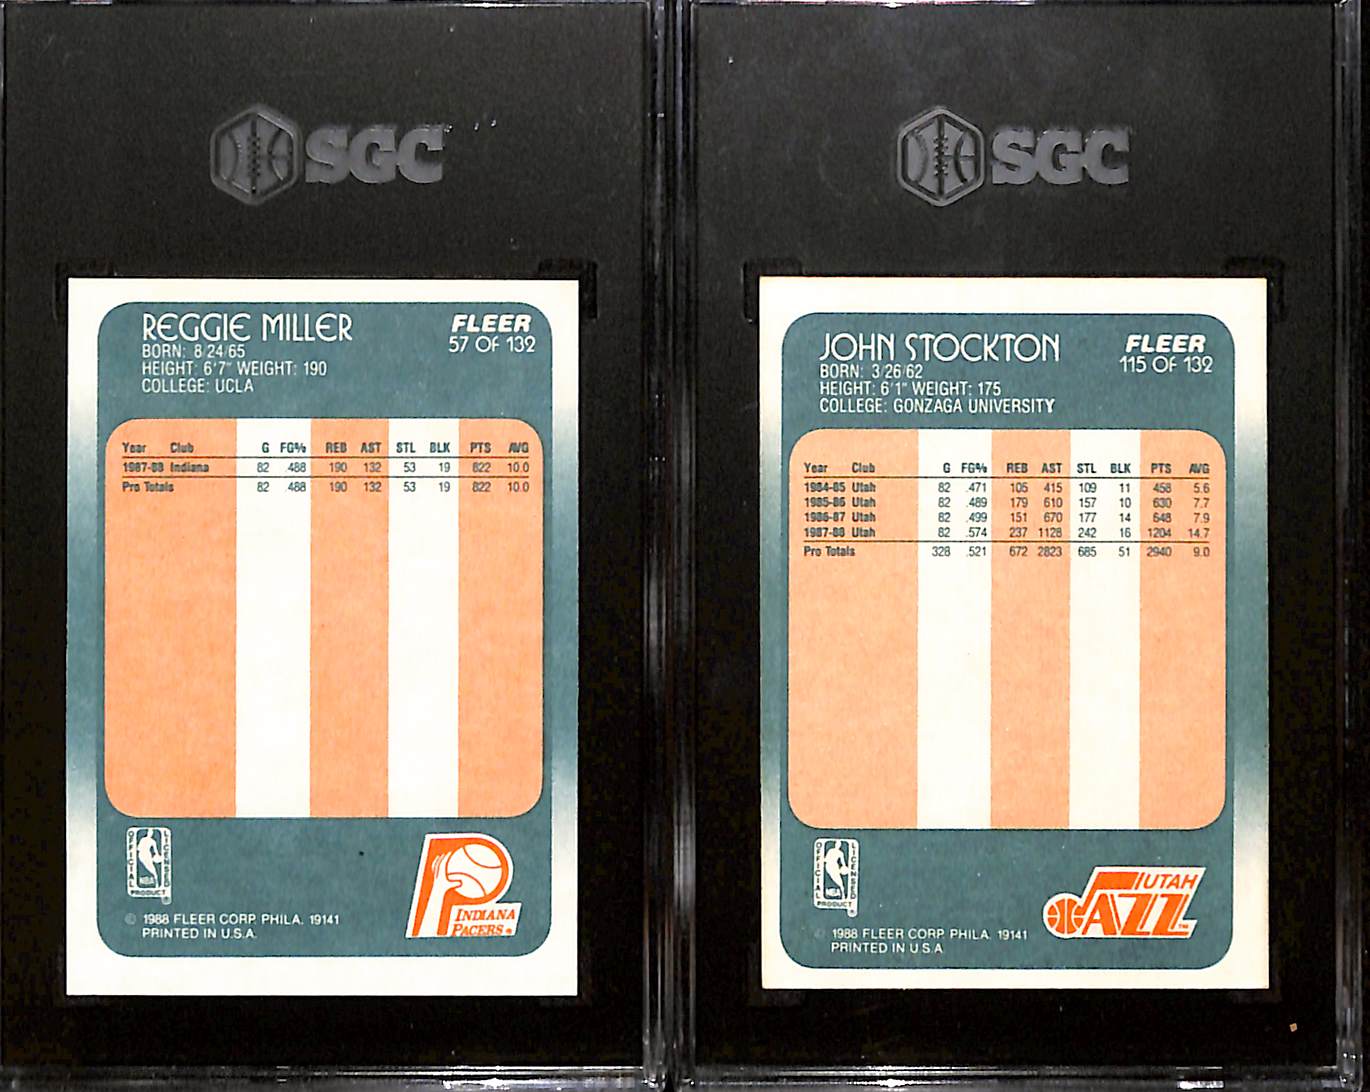 SGC
REGGIE MILLER
BORN: 8/24/65
HEIGHT: 6'7" WEIGHT: 190
COLLEGE: UCLA
FLEER
57 OF 132
Year Club G FG% REB AST STL BLK PTS AVG
1987-88 Indiana 82 .488 190 132 53 19 822 10.0
Pro Totals 82 .488 190 132 53 19 822 10.0
OFFICIAL LICENSED
NBA
PRODUCT
© 1988 FLEER CORP. PHILA. 19141
PRINTED IN U.S.A.
INDIANA
PACERS
SGC
JOHN STOCKTON
BORN: 3/26/62
HEIGHT: 6'1" WEIGHT: 175
COLLEGE: GONZAGA UNIVERSITY
FLEER
115 OF 132
Year Club G FG% REB AST STL BLK PTS AVG
1984-85 Utah 82 .471 105 415 109 11 458 5.6
1985-86 Utah 82 .489 179 610 157 10 630 7.7
1986-87 Utah 82 .499 151 670 177 14 648 7.9
1987-88 Utah 82 .574 237 1128 242 16 1204 14.7
Pro Totals 328 .521 672 2823 685 51 2940 9.0
OFFICIAL LICENSED
NBA
PRODUCT
© 1988 FLEER CORP. PHILA. 19141
PRINTED IN U.S.A.
UTAH
JAZZ